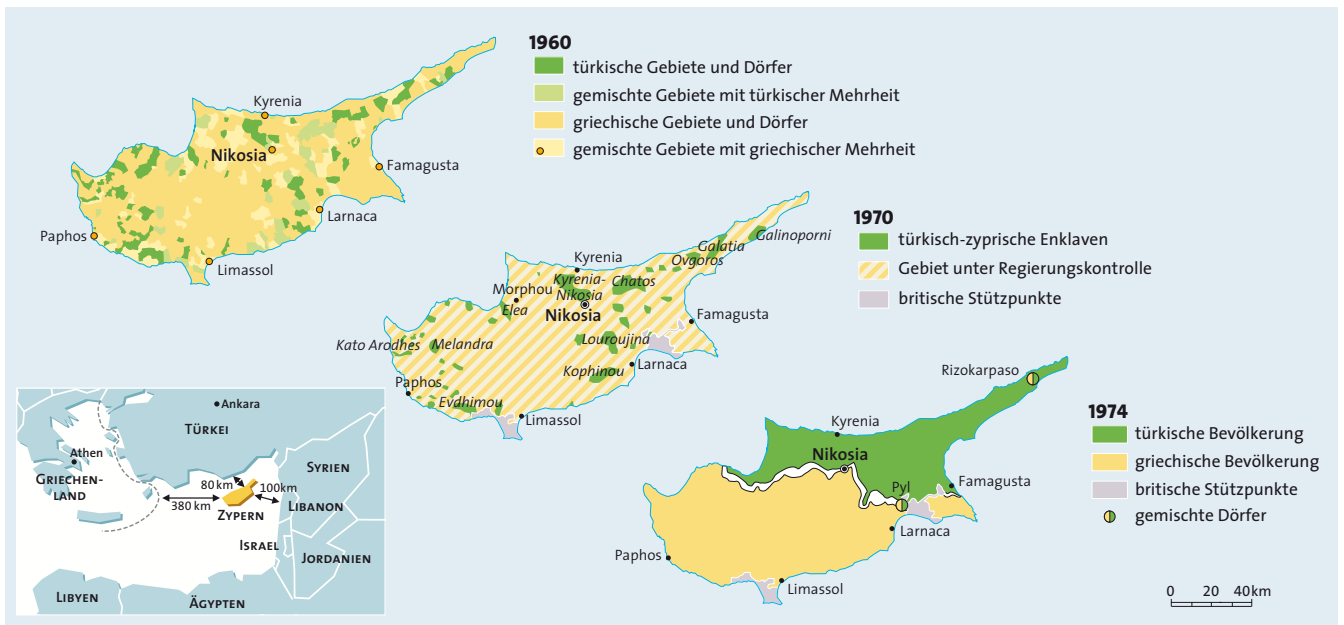 1960
türkische Gebiete und Dörfer
gemischte Gebiete mit türkischer Mehrheit
griechische Gebiete und Dörfer
gemischte Gebiete mit griechischer Mehrheit
Kyrenia
Nikosia
Famagusta
Larnaca
Paphos
Limassol
1970
türkisch-zyprische Enklaven
Gebiet unter Regierungskontrolle
britische Stützpunkte
Galinoporni
Galatia
Ovgoros
Kyrenia
Kyrenia-
Nikosia
Chatos
Morphou
Elea
Nikosia
Famagusta
Kato Arodhes
Melandra
Louroujina
Larnaca
Kophinou
Paphos
Evdhimou
Limassol
1974
türkische Bevölkerung
griechische Bevölkerung
britische Stützpunkte
gemischte Dörfer
Rizokarpaso
Kyrenia
Nikosia
Pyl
Famagusta
Larnaca
Paphos
Limassol
0 20 40 km
Ankara
TÜRKEI
Athen
GRIECHEN-
LAND
SYRIEN
80 km
100 km
380 km
ZYPERN
LIBANON
ISRAEL
JORDANIEN
LIBYEN
ÄGYPTEN